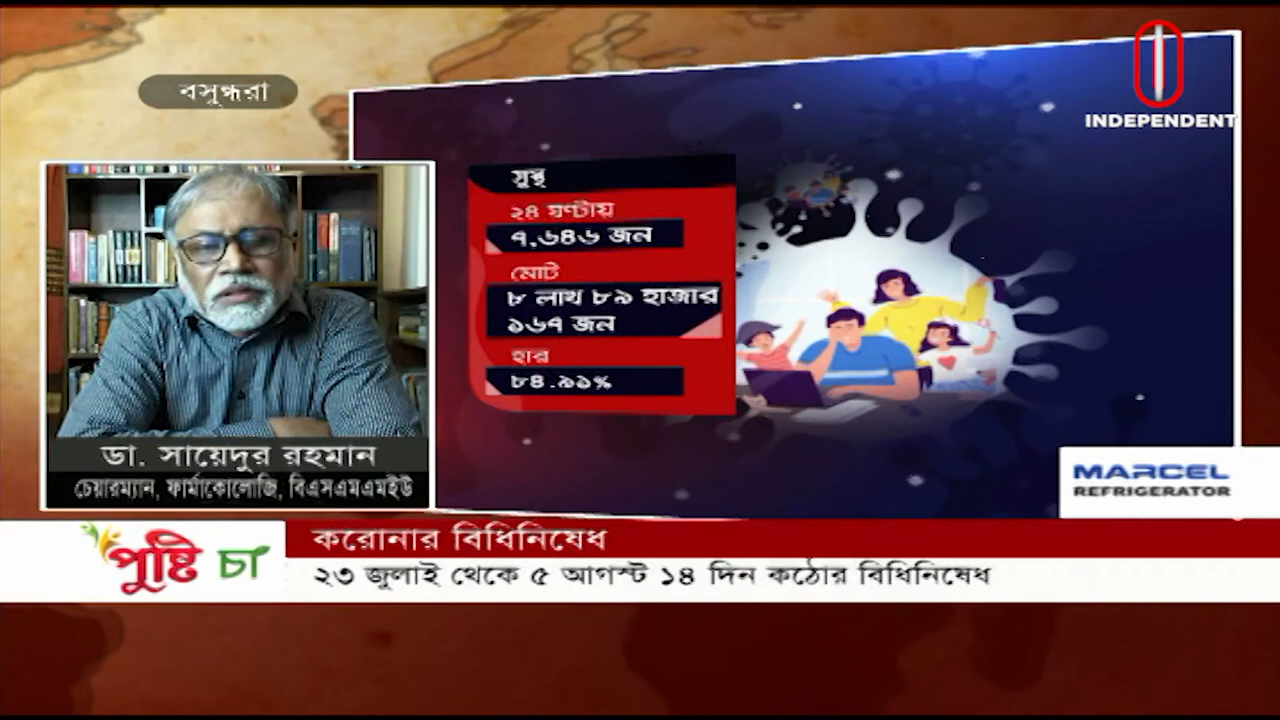 বসুন্ধরা
INDEPENDENT
সুস্থ
২৪ ঘণ্টায়
৭,৬৪৬ জন
মোট
৮ লাখ ৮৯ হাজার
১৬৭ জন
হার
৮৪.৯১%
ডা. সায়েদুর রহমান
চেয়ারম্যান, ফার্মাকোলোজি, বিএসএমএমইউ
MARCEL
REFRIGERATOR
পুষ্টি চা
করোনার বিধিনিষেধ
২৩ জুলাই থেকে ৫ আগস্ট ১৪ দিন কঠোর বিধিনিষেধ